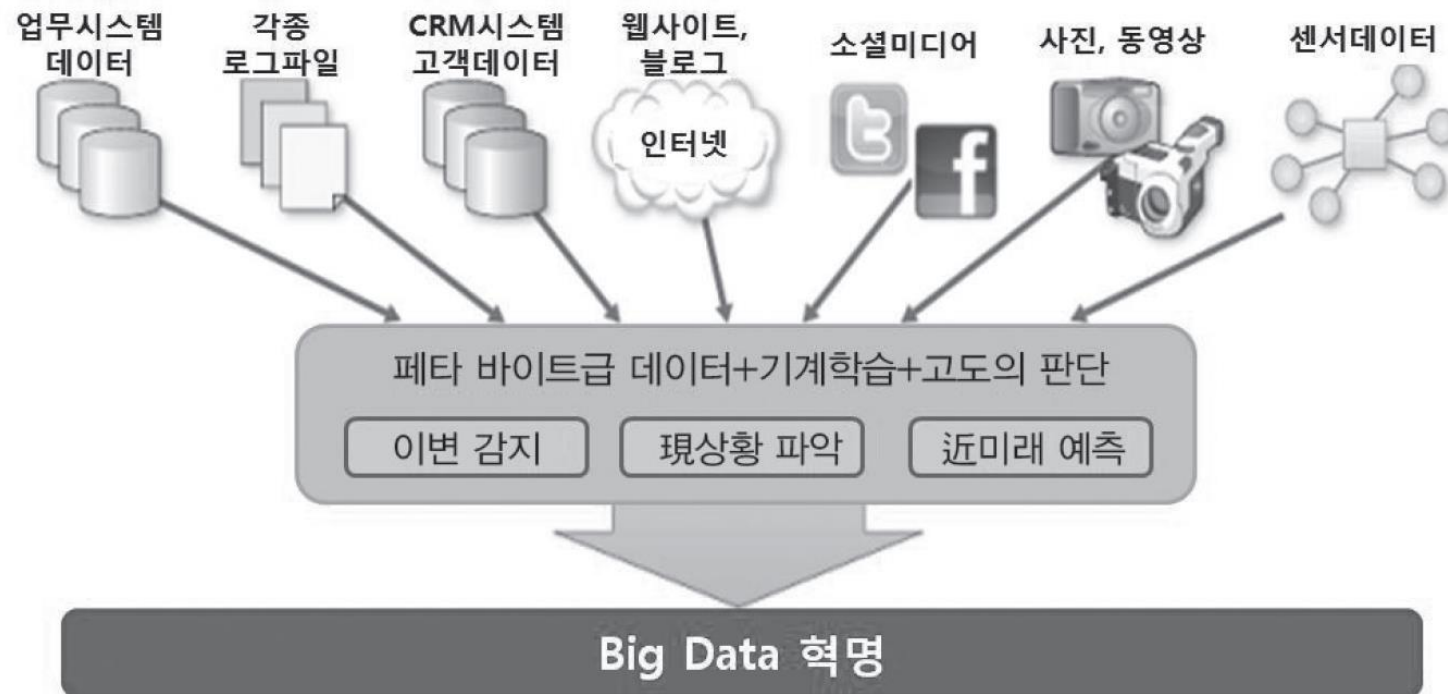 업무시스템
데이터
각종
로그파일
CRM시스템
고객데이터
웹사이트,
블로그
인터넷
소셜미디어
사진, 동영상
센서데이터
페타 바이트급 데이터+기계학습+고도의 판단
이변 감지
現상황 파악
近미래 예측
Big Data 혁명